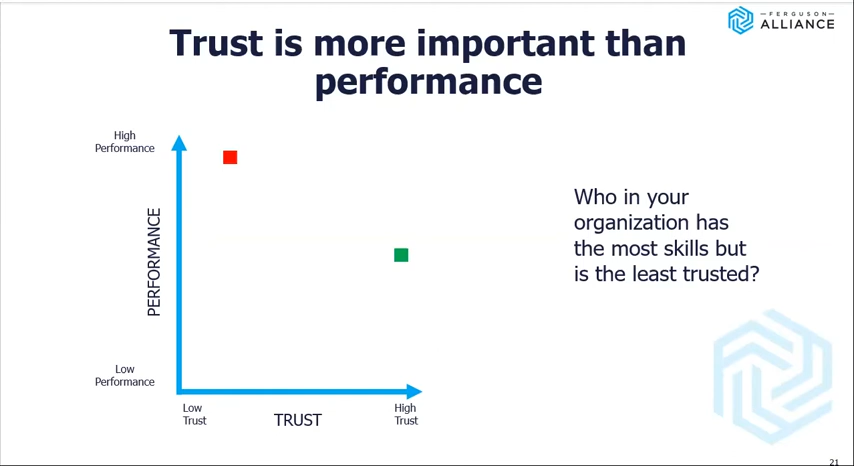 FERGUSON
ALLIANCE
Trust is more important than
performance
High
Performance
PERFORMANCE
Low
Performance
Low
Trust
TRUST
High
Trust
Who in your
organization has
the most skills but
is the least trusted?
21